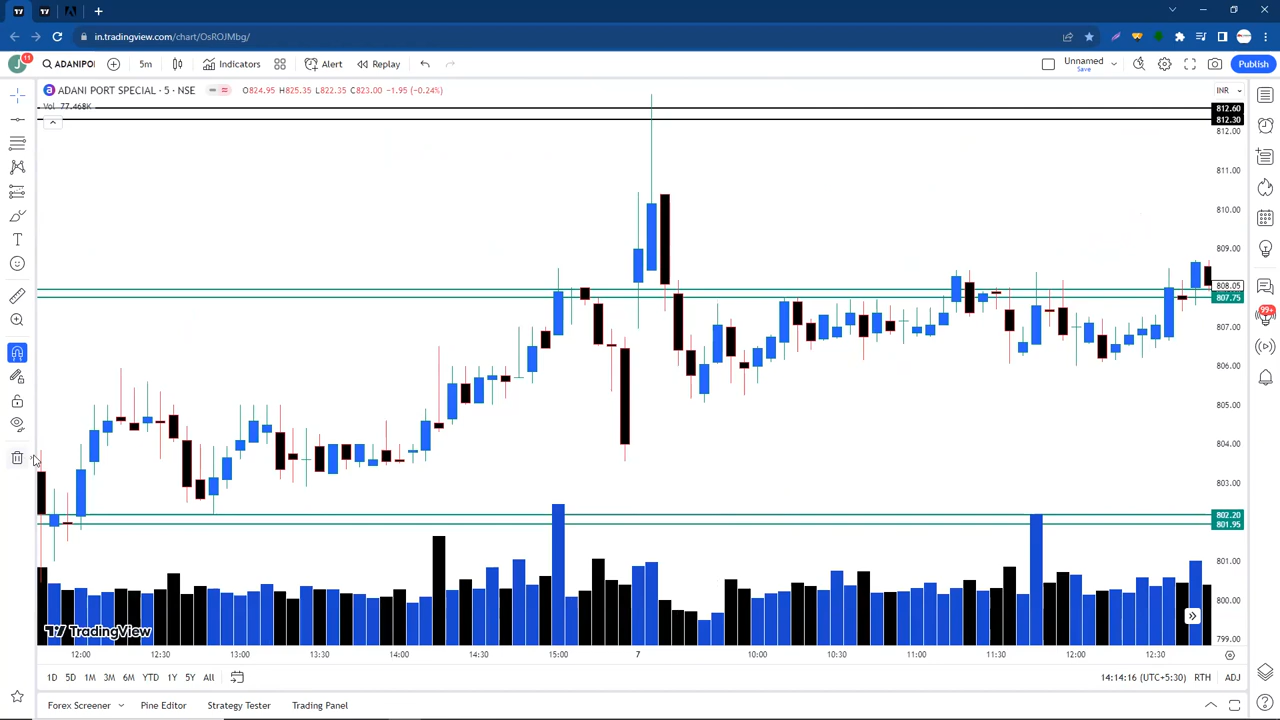 in.tradingview.com/chart/OsROJMbg/
J 11 ADANIPO 5m Indicators Alert Replay Unnamed Save Publish
a ADANI PORT SPECIAL · 5 · NSE O824.95 H825.35 L822.35 C823.00 -1.95 (-0.24%) INR
Vol 77.468K
812.60
812.30
812.00
811.00
810.00
809.00
808.05
807.75
807.00
806.00
805.00
804.00
803.00
802.20
801.95
801.00
800.00
799.00
99+
TradingView
12:00 12:30 13:00 13:30 14:00 14:30 15:00 7 10:00 10:30 11:00 11:30 12:00 12:30
1D 5D 1M 3M 6M YTD 1Y 5Y All 14:14:16 (UTC+5:30) RTH ADJ
Forex Screener Pine Editor Strategy Tester Trading Panel